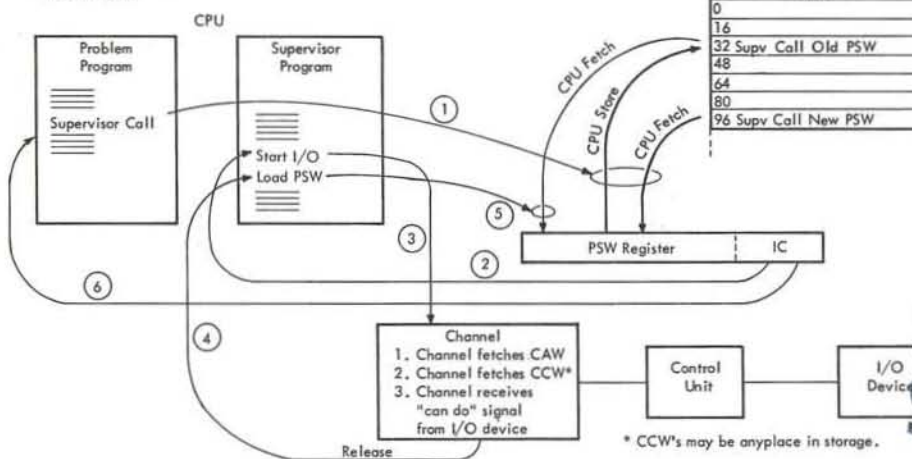 CPU
Problem
Program
Supervisor Call
Supervisor
Program
Start I/O
Load PSW
1
2
3
4
5
6
CPU Fetch
CPU Store
CPU Fetch
0
16
32 Supv Call Old PSW
48
64
80
96 Supv Call New PSW
PSW Register
IC
Channel
1. Channel fetches CAW
2. Channel fetches CCW*
3. Channel receives
"can do" signal
from I/O device
Release
Control
Unit
I/O
Device
* CCW's may be anyplace in storage.